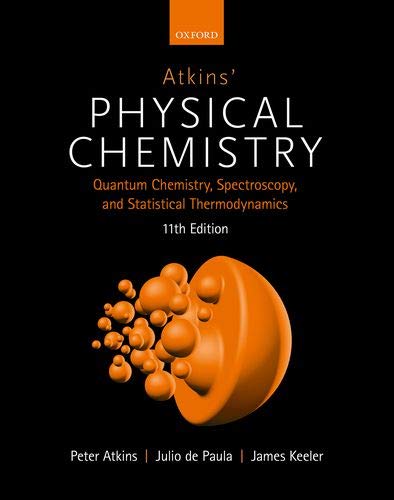 OXFORD
Atkins’
PHYSICAL
CHEMISTRY
Quantum Chemistry, Spectroscopy,
and Statistical Thermodynamics
11th Edition
Peter Atkins | Julio de Paula | James Keeler